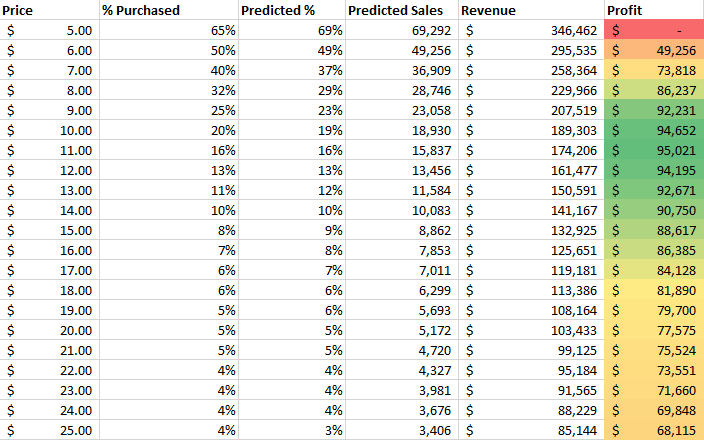 Price % Purchased Predicted % Predicted Sales Revenue Profit
$ 5.00 65% 69% 69,292 $ 346,462 $ -
$ 6.00 50% 49% 49,256 $ 295,535 $ 49,256
$ 7.00 40% 37% 36,909 $ 258,364 $ 73,818
$ 8.00 32% 29% 28,746 $ 229,966 $ 86,237
$ 9.00 25% 23% 23,058 $ 207,519 $ 92,231
$ 10.00 20% 19% 18,930 $ 189,303 $ 94,652
$ 11.00 16% 16% 15,837 $ 174,206 $ 95,021
$ 12.00 13% 13% 13,456 $ 161,477 $ 94,195
$ 13.00 11% 12% 11,584 $ 150,591 $ 92,671
$ 14.00 10% 10% 10,083 $ 141,167 $ 90,750
$ 15.00 8% 9% 8,862 $ 132,925 $ 88,617
$ 16.00 7% 8% 7,853 $ 125,651 $ 86,385
$ 17.00 6% 7% 7,011 $ 119,181 $ 84,128
$ 18.00 6% 6% 6,299 $ 113,386 $ 81,890
$ 19.00 5% 6% 5,693 $ 108,164 $ 79,700
$ 20.00 5% 5% 5,172 $ 103,433 $ 77,575
$ 21.00 5% 5% 4,720 $ 99,125 $ 75,524
$ 22.00 4% 4% 4,327 $ 95,184 $ 73,551
$ 23.00 4% 4% 3,981 $ 91,565 $ 71,660
$ 24.00 4% 4% 3,676 $ 88,229 $ 69,848
$ 25.00 4% 3% 3,406 $ 85,144 $ 68,115